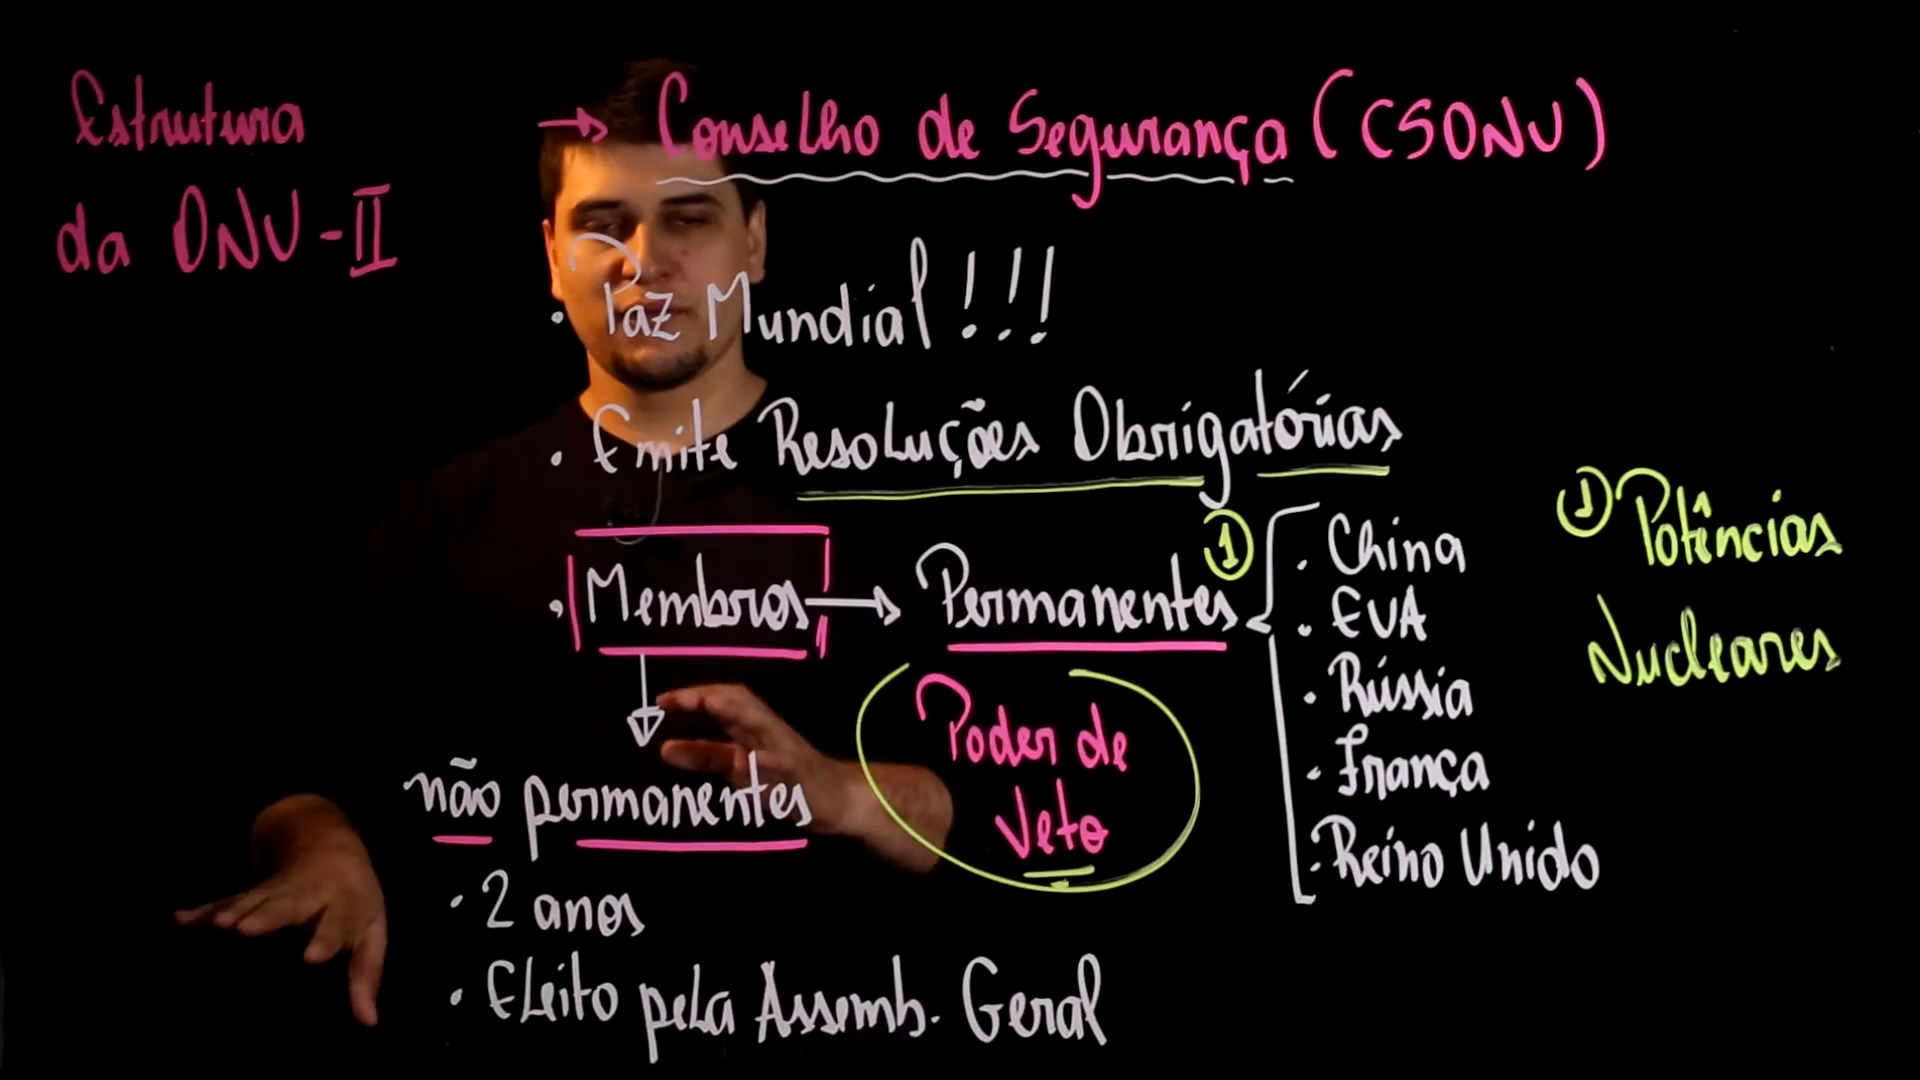 Estrutura
da ONU - II
→ Conselho de Segurança (CSONU)
• Paz Mundial!!!
• Emite Resoluções Obrigatórias
• Membros → Permanentes ①
• China
• EUA
• Rússia
• França
• Reino Unido
① Potências
Nucleares
Poder de
Veto
não permanentes
• 2 anos
• Eleito pela Assemb. Geral